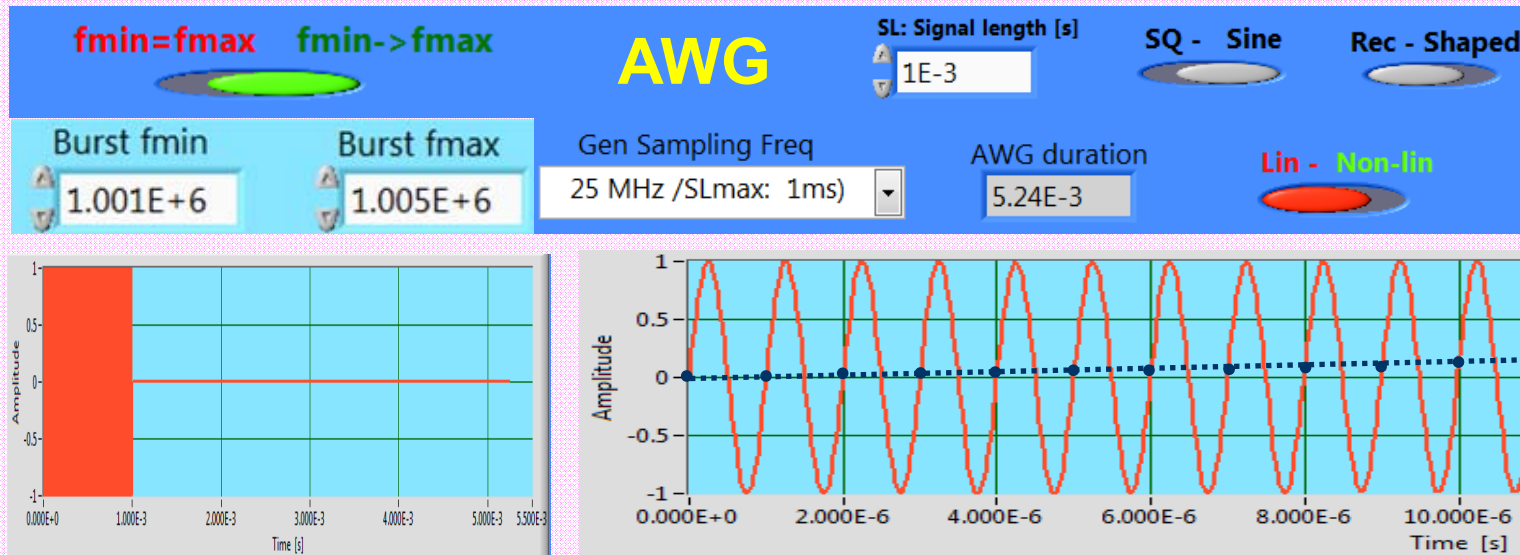 fmin=fmax fmin->fmax
AWG
SL: Signal length [s]
1E-3
SQ - Sine
Rec - Shaped
Burst fmin
1.001E+6
Burst fmax
1.005E+6
Gen Sampling Freq
25 MHz /SLmax: 1ms)
AWG duration
5.24E-3
Lin - Non-lin
Amplitude
1
0.5
0
-0.5
-1
0.000E+0 1.000E-3 2.000E-3 3.000E-3 4.000E-3 5.000E-3 5.500E-3
Time [s]
Amplitude
1
0.5
0
-0.5
-1
0.000E+0 2.000E-6 4.000E-6 6.000E-6 8.000E-6 10.000E-6
Time [s]